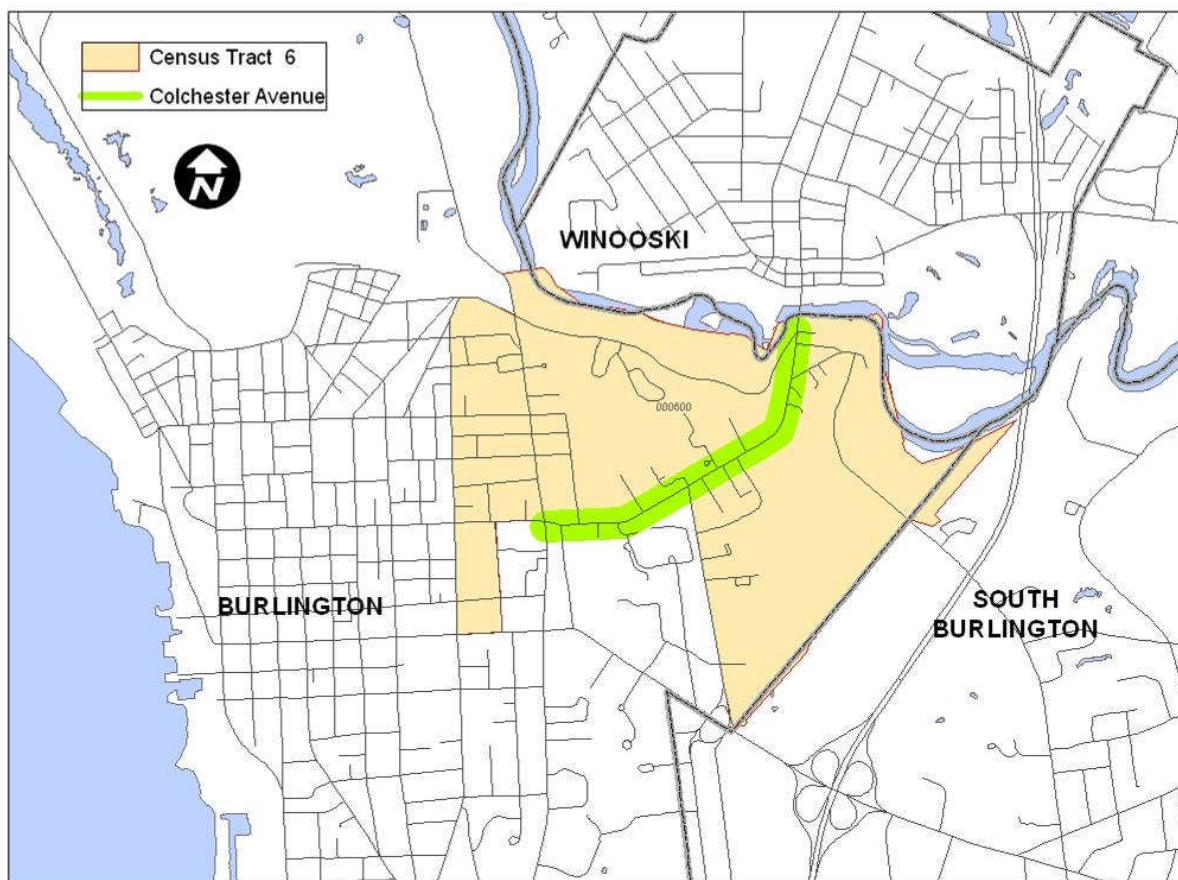 Census Tract 6
Colchester Avenue
N
WINOOSKI
000600
BURLINGTON
SOUTH
BURLINGTON